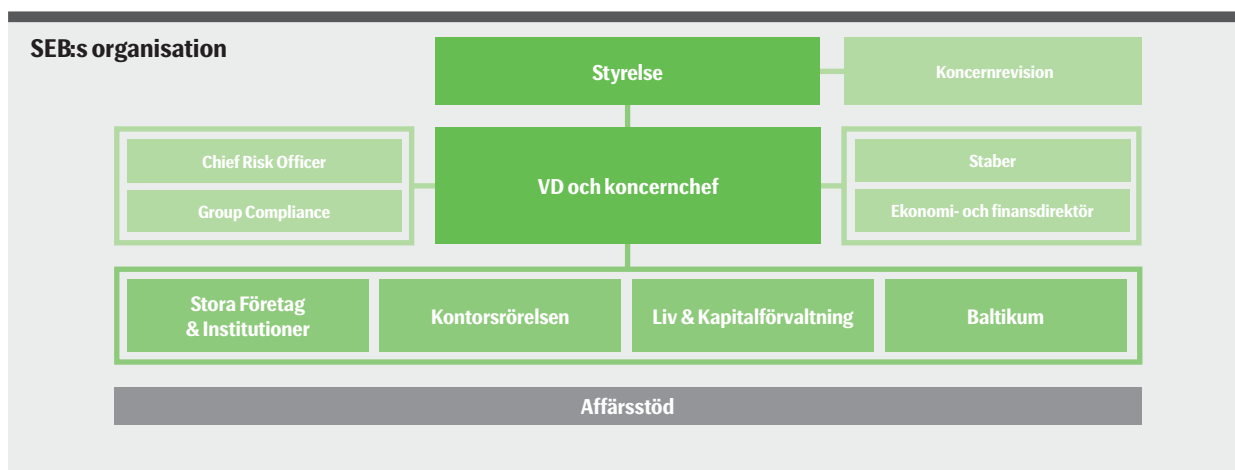 SEB:s organisation
Styrelse
Koncernrevision
Chief Risk Officer
Group Compliance
VD och koncernchef
Staber
Ekonomi- och finansdirektör
Stora Företag
& Institutioner
Kontorsrörelsen
Liv & Kapitalförvaltning
Baltikum
Affärsstöd